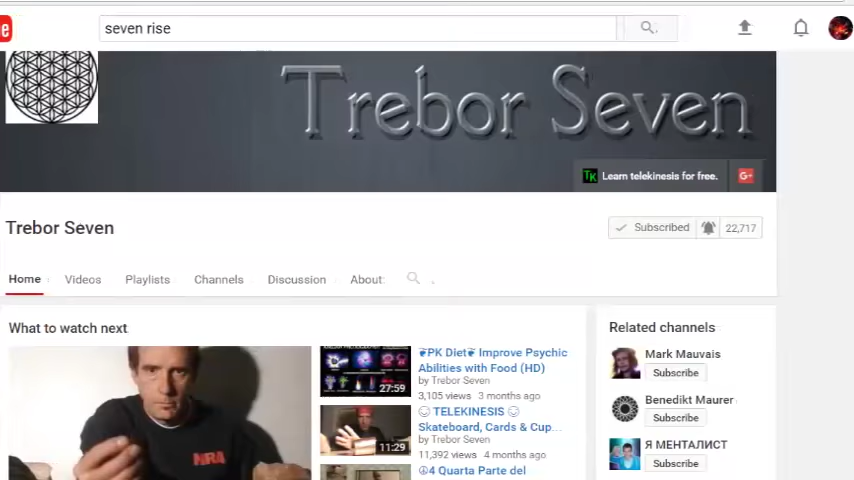 seven rise
Trebor Seven
TK Learn telekinesis for free. G+
Trebor Seven
Subscribed 22,717
Home Videos Playlists Channels Discussion About
What to watch next
NRA
27:59
❦PK Diet❦ Improve Psychic
Abilities with Food (HD)
by Trebor Seven
3,105 views 3 months ago
11:29
☺ TELEKINESIS ☺
Skateboard, Cards & Cup...
by Trebor Seven
11,392 views 4 months ago
☮4 Quarta Parte del
Related channels
Mark Mauvais
Subscribe
Benedikt Maurer
Subscribe
Я МЕНТАЛИСТ
Subscribe